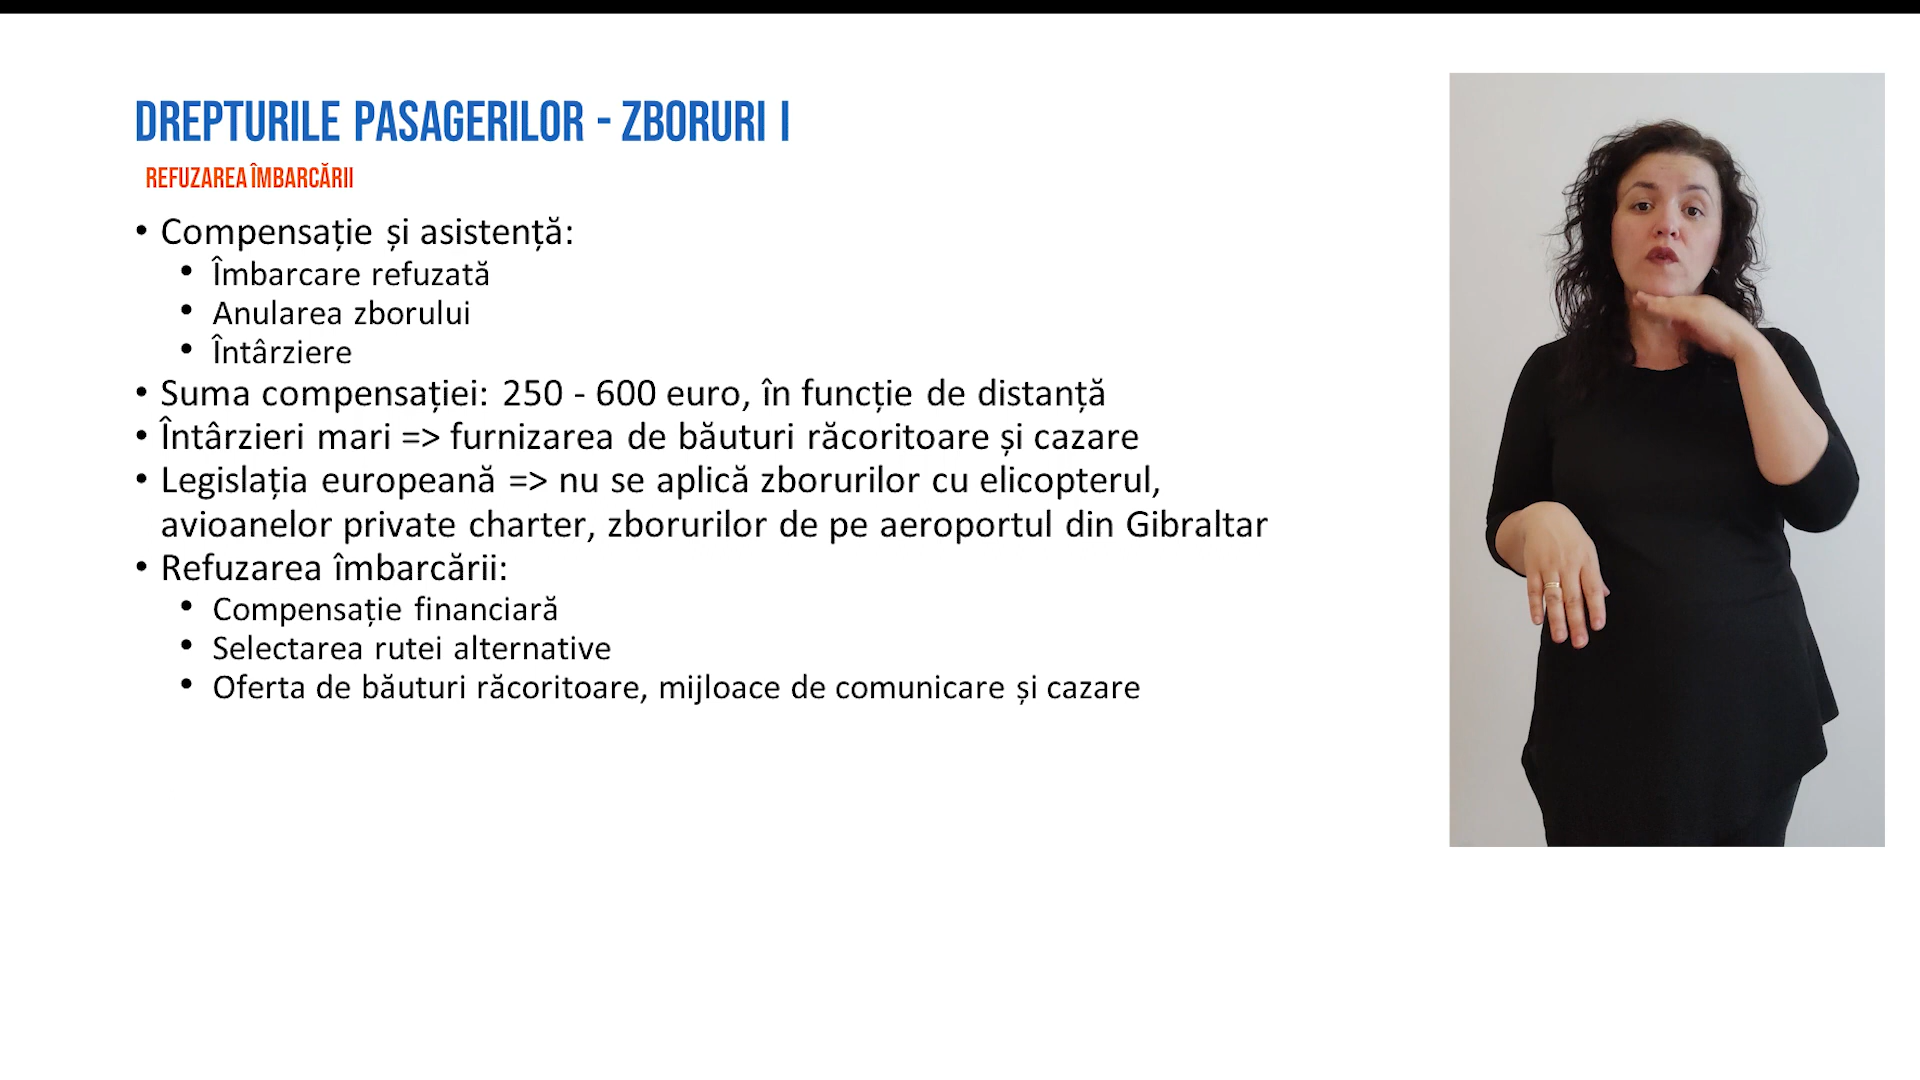 DREPTURILE PASAGERILOR - ZBORURI I
REFUZAREA ÎMBARCĂRII
• Compensație și asistență:
• Îmbarcare refuzată
• Anularea zborului
• Întârziere
• Suma compensației: 250 - 600 euro, în funcție de distanță
• Întârzieri mari => furnizarea de băuturi răcoritoare și cazare
• Legislația europeană => nu se aplică zborurilor cu elicopterul,
avioanelor private charter, zborurilor de pe aeroportul din Gibraltar
• Refuzarea îmbarcării:
• Compensație financiară
• Selectarea rutei alternative
• Oferta de băuturi răcoritoare, mijloace de comunicare și cazare